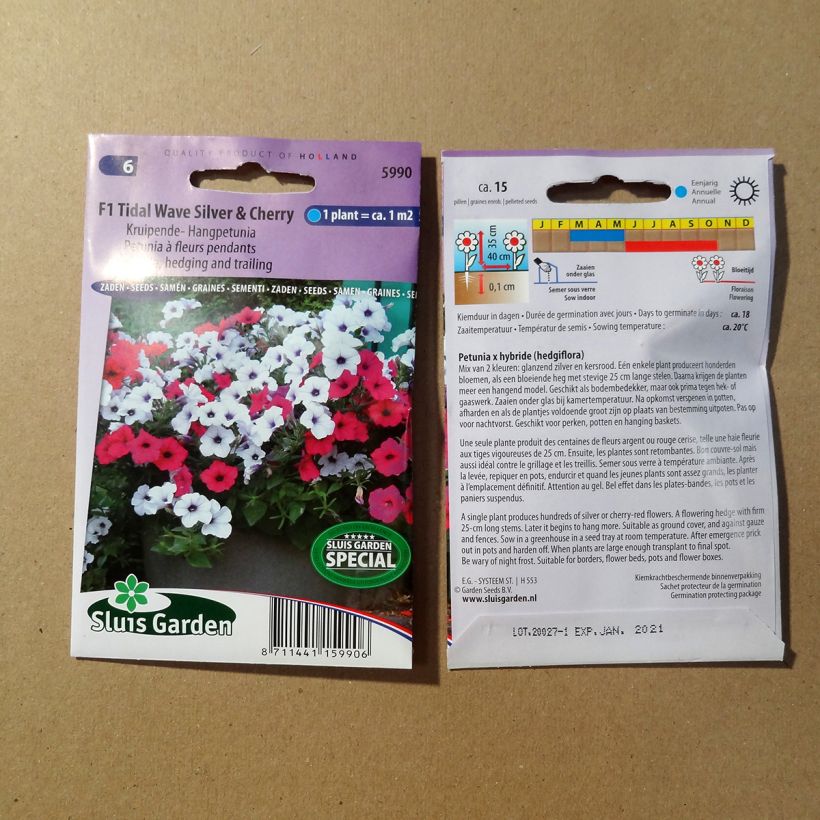 QUALITY PRODUCT OF HOLLAND
6
5990
F1 Tidal Wave Silver & Cherry
1 plant = ca. 1 m2
Kruipende- Hangpetunia
Petunia à fleurs pendants
hedging and trailing
ZADEN - SEEDS - SAMEN - GRAINES - SEMENTI - ZADEN - SEEDS - SAMEN - GRAINES - SE
SLUIS GARDEN
SPECIAL
Sluis Garden
8 711441 159906
ca. 15
pillen | graines enrob. | pelleted seeds
Eenjarig
Annuelle
Annual
J F M A M J J A S O N D
35 cm
40 cm
0,1 cm
Zaaien
onder glas
Semer sous verre
Sow indoor
Bloeitijd
Floraison
Flowering
Kiemduur in dagen • Durée de germination avec jours • Days to germinate in days : ca. 18
Zaaitemperatuur • Températur de semis • Sowing temperature : ca. 20°C
Petunia x hybride (hedgiflora)
Mix van 2 kleuren: glanzend zilver en kersrood. Eén enkele plant produceert honderden
bloemen, als een bloeiende heg met stevige 25 cm lange stelen. Daarna krijgen de planten
meer een hangend model. Geschikt als bodembedekker, maar ook prima tegen hek- of
gaaswerk. Zaaien onder glas bij kamertemperatuur. Na opkomst verspenen in potten,
afharden en als de plantjes voldoende groot zijn op plaats van bestemming uitpoten. Pas op
voor nachtvorst. Geschikt voor perken, potten en hanging baskets.
Une seule plante produit des centaines de fleurs argent ou rouge cerise, telle une haie fleurie
aux tiges vigoureuses de 25 cm. Ensuite, les plantes sont retombantes. Bon couvre-sol mais
aussi idéal contre le grillage et les treillis. Semer sous verre à température ambiante. Après
la levée, repiquer en pots, endurcir et quand les jeunes plants sont assez grands, les planter
à l'emplacement définitif. Attention au gel. Bel effet dans les plates-bandes, les pots et les
paniers suspendus.
A single plant produces hundreds of silver or cherry-red flowers. A flowering hedge with firm
25-cm long stems. Later it begins to hang more. Suitable as ground cover, and against gauze
and fences. Sow in a greenhouse in a seed tray at room temperature. After emergence prick
out in pots and harden off. When plants are large enough transplant to final spot.
Be wary of night frost. Suitable for borders, flower beds, pots and flower boxes.
E.G. - SYSTEEM ST. | H 553
© Garden Seeds B.V.
www.sluisgarden.nl
Kiemkrachtbeschermende binnenverpakking
Sachet protecteur de la germination
Germination protecting package
LOT.20027-1 EXP.JAN. 2021